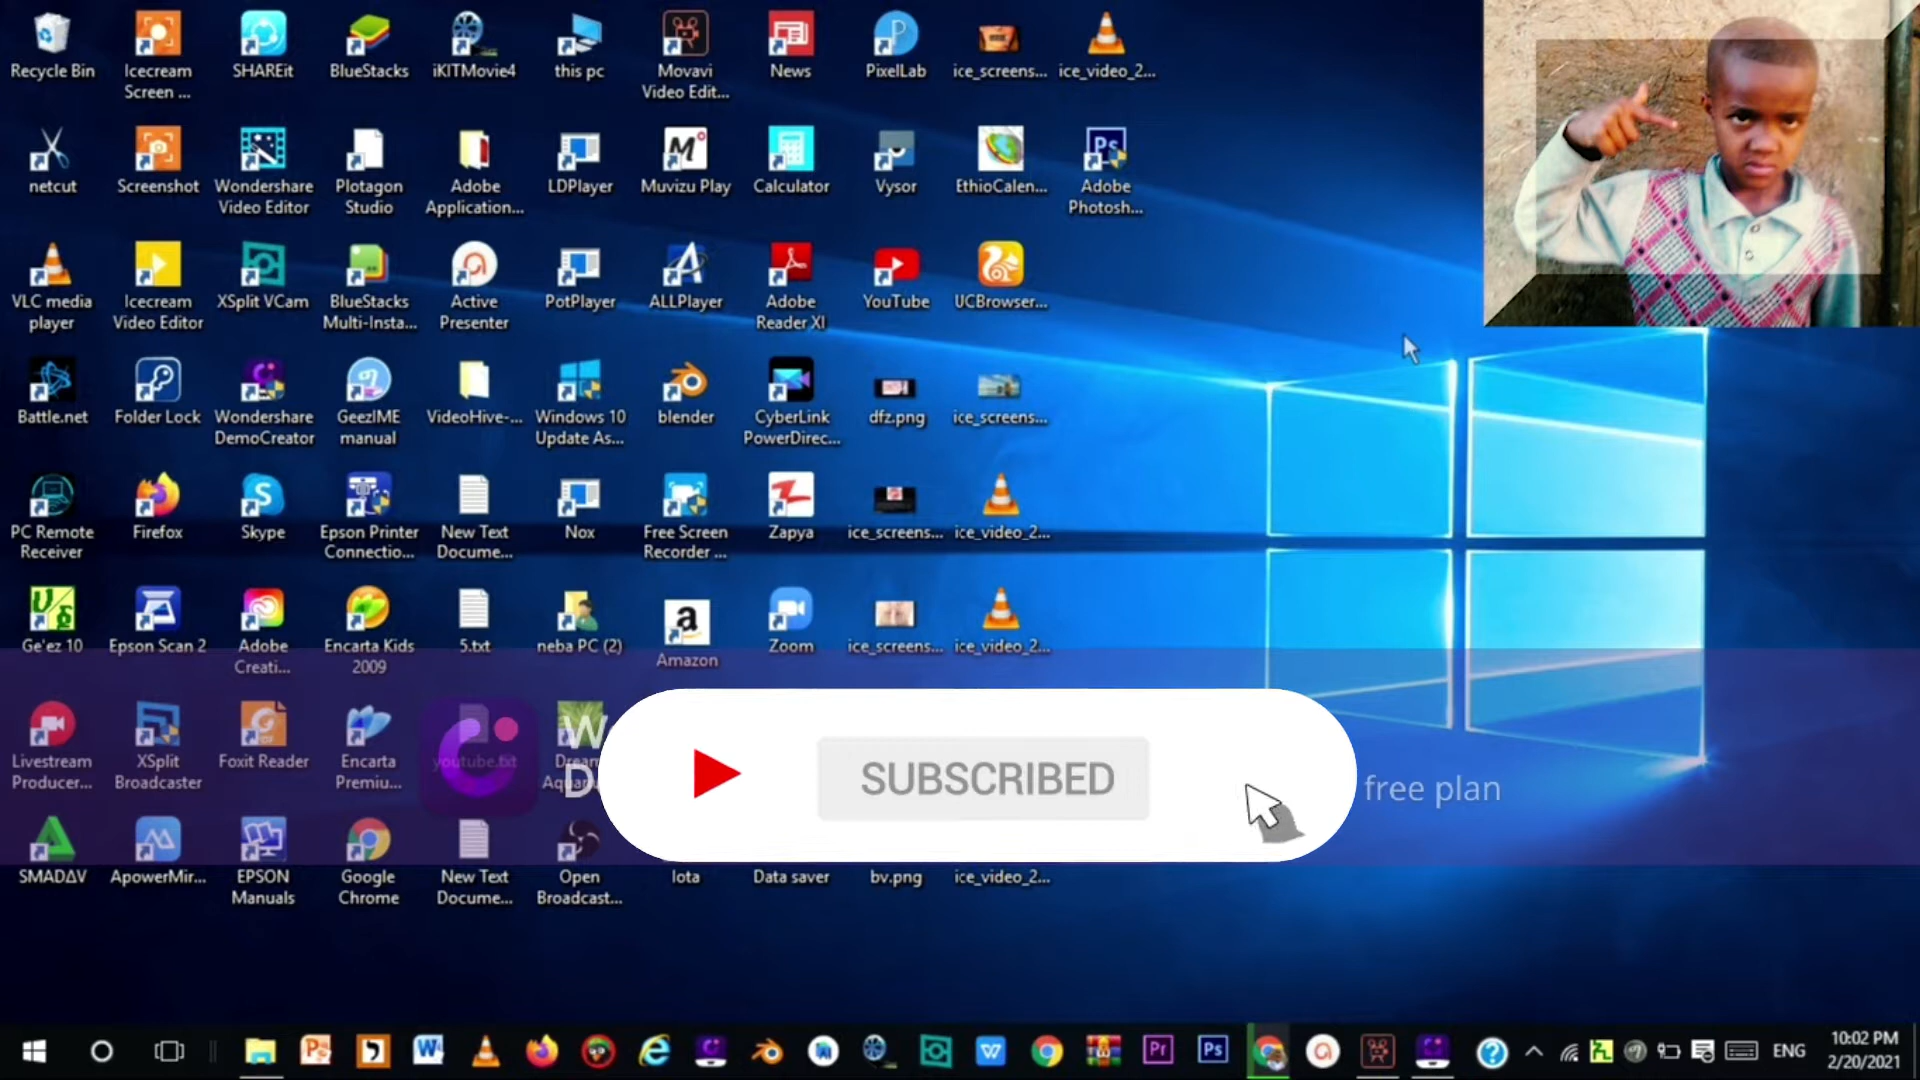 Recycle Bin
Icecream
Screen ...
SHAREit
BlueStacks
iKITMovie4
this pc
Movavi
Video Edit...
News
PixelLab
ice_screens...
ice_video_2...
netcut
Screenshot
Wondershare
Video Editor
Plotagon
Studio
Adobe
Application...
LDPlayer
Muvizu Play
Calculator
Vysor
EthioCalen...
Adobe
Photosh...
VLC media
player
Icecream
Video Editor
XSplit VCam
BlueStacks
Multi-Insta...
Active
Presenter
PotPlayer
ALLPlayer
Adobe
Reader XI
YouTube
UCBrowser...
Battle.net
Folder Lock
Wondershare
DemoCreator
GeezIME
manual
VideoHive-...
Windows 10
Update As...
blender
CyberLink
PowerDirec...
dfz.png
ice_screens...
PC Remote
Receiver
Firefox
Skype
Epson Printer
Connectio...
New Text
Docume...
Nox
Free Screen
Recorder ...
Zapya
ice_screens...
ice_video_2...
Ge'ez 10
Epson Scan 2
Adobe
Creati...
Encarta Kids
2009
5.txt
neba PC (2)
Amazon
Zoom
ice_screens...
ice_video_2...
Livestream
Producer...
XSplit
Broadcaster
Foxit Reader
Encarta
Premiu...
youtube.txt
SUBSCRIBED
free plan
SMADΔV
ApowerMir...
EPSON
Manuals
Google
Chrome
New Text
Docume...
Open
Broadcast...
Iota
Data saver
bv.png
ice_video_2...
ENG
10:02 PM
2/20/2021